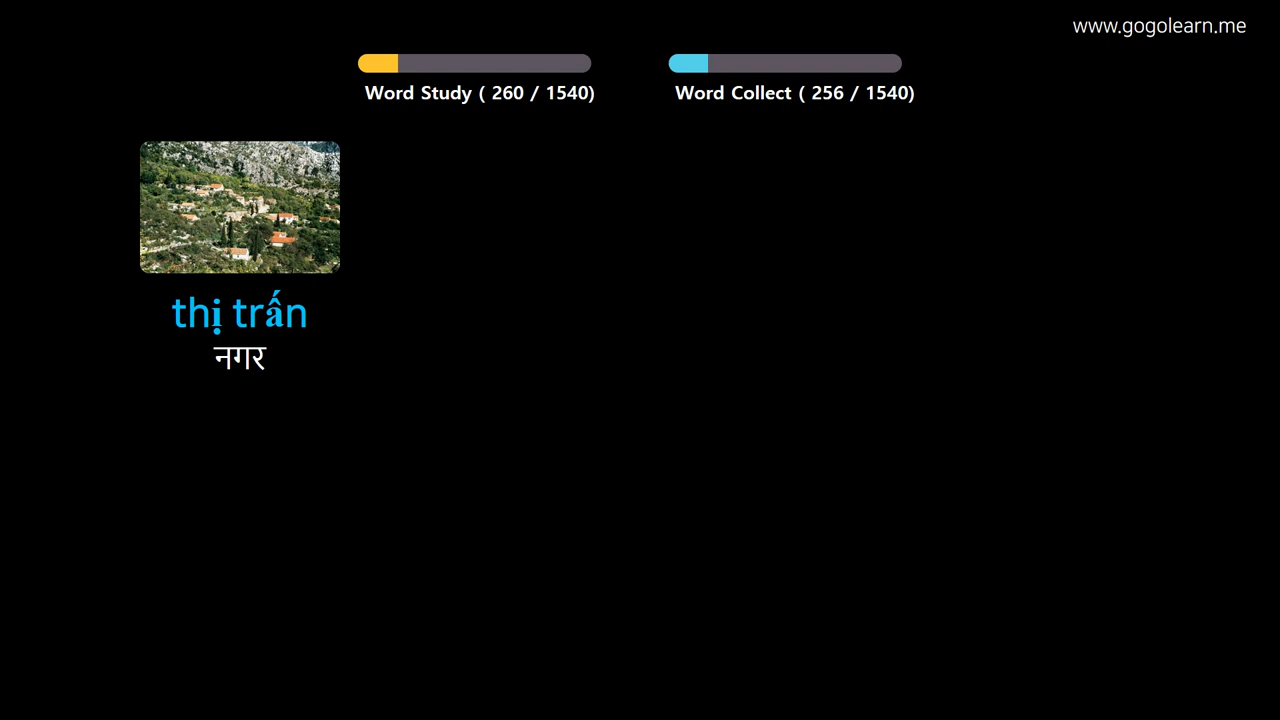 www.gogolearn.me
Word Study ( 260 / 1540)
Word Collect ( 256 / 1540)
thị trấn
नगर